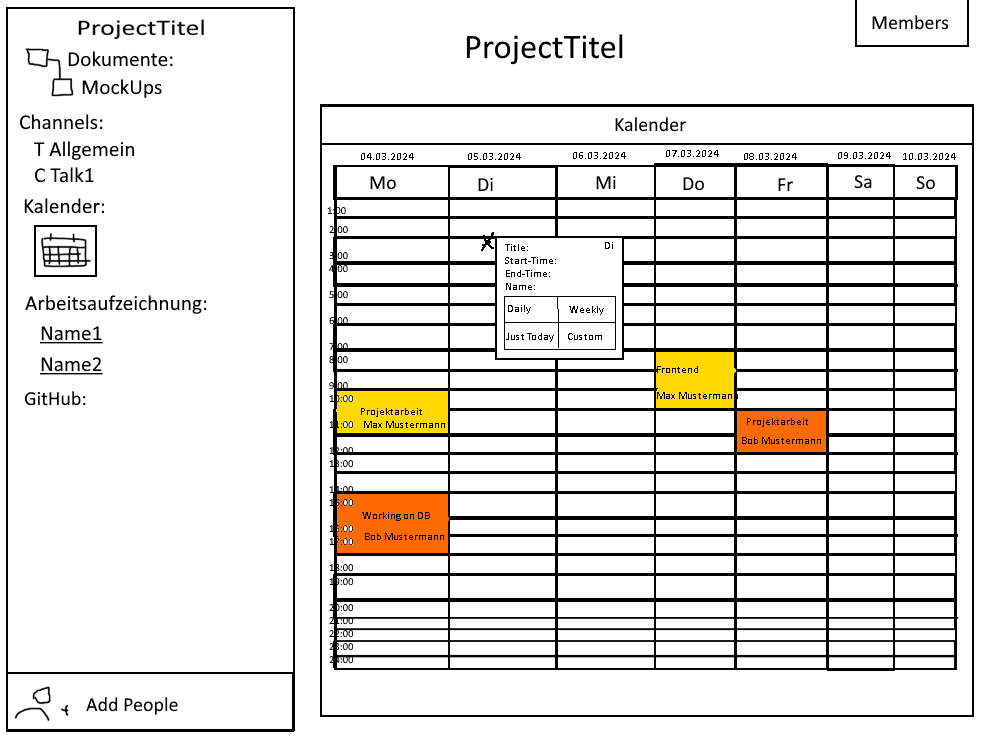 ProjectTitel
Dokumente:
MockUps
Channels:
T Allgemein
C Talk1
Kalender:
Arbeitsaufzeichnung:
Name1
Name2
GitHub:
Add People
Members
ProjectTitel
Kalender
04.03.2024 05.03.2024 06.03.2024 07.03.2024 08.03.2024 09.03.2024 10.03.2024
Mo Di Mi Do Fr Sa So
1:00
2:00
3:00
4:00
5:00
6:00
7:00
8:00
9:00
10:00
11:00
12:00
13:00
14:00
15:00
16:00
17:00
18:00
19:00
20:00
21:00
22:00
23:00
24:00
X
Title: Di
Start-Time:
End-Time:
Name:
Daily Weekly
Just Today Custom
Frontend
Max Musterman
Projektarbeit
Max Mustermann
Projektarbeit
Bob Mustermann
Working on DB
Bob Mustermann